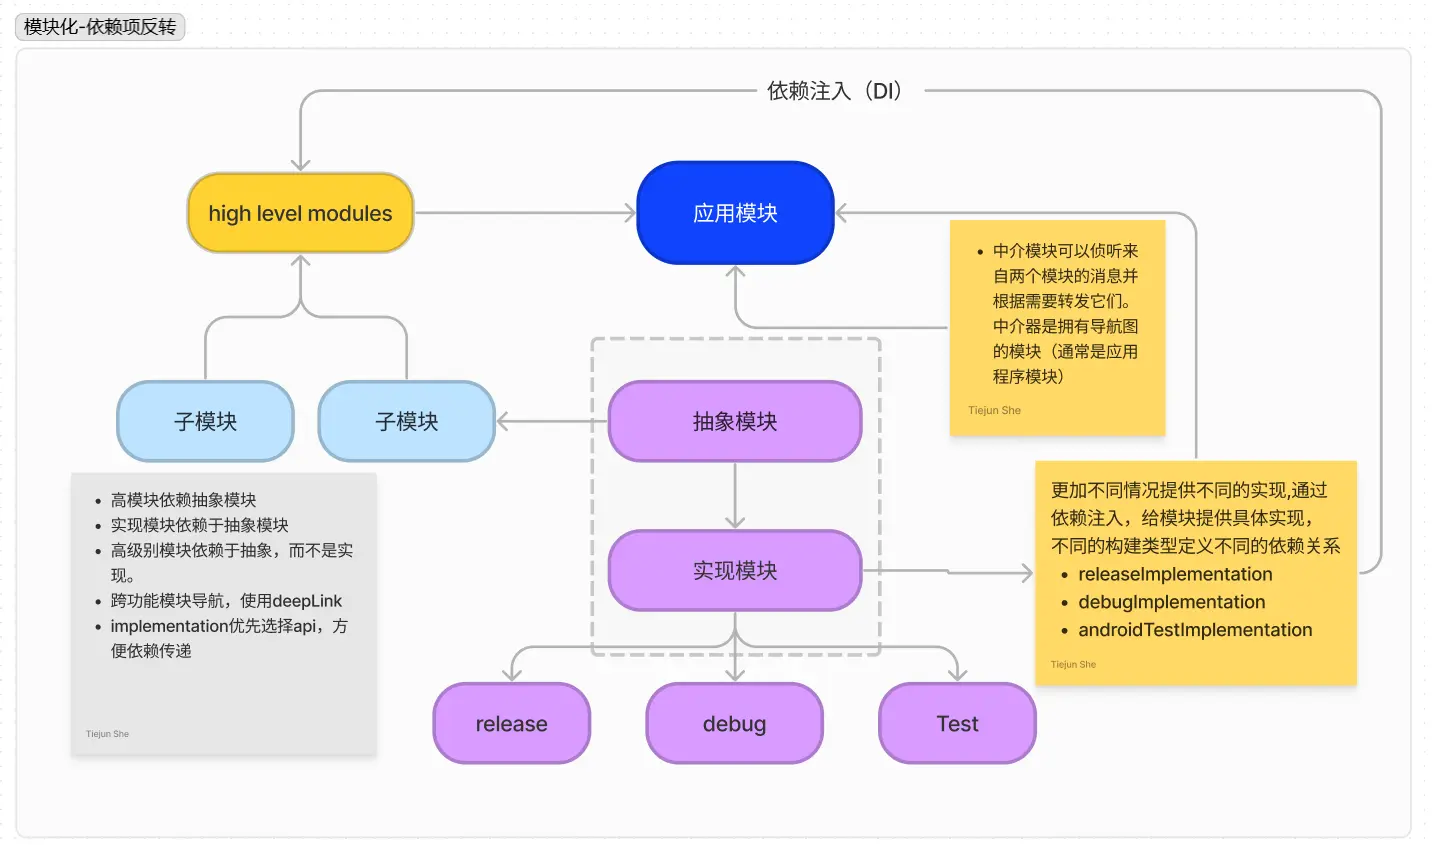 模块化-依赖项反转
依赖注入（DI）
high level modules
应用模块
• 中介模块可以侦听来
自两个模块的消息并
根据需要转发它们。
中介器是拥有导航图
的模块（通常是应用
程序模块）
Tiejun She
子模块
子模块
抽象模块
实现模块
• 高模块依赖抽象模块
• 实现模块依赖于抽象模块
• 高级别模块依赖于抽象，而不是实
现。
• 跨功能模块导航，使用deepLink
• implementation优先选择api，方
便依赖传递
Tiejun She
更加不同情况提供不同的实现,通过
依赖注入，给模块提供具体实现，
不同的构建类型定义不同的依赖关系
• releaseImplementation
• debugImplementation
• androidTestImplementation
Tiejun She
release
debug
Test